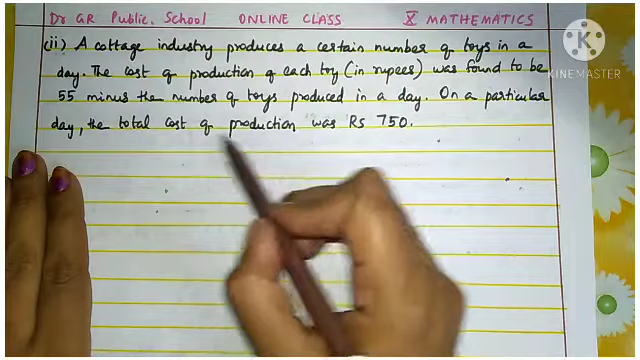 Dr GR Public. School ONLINE CLASS X MATHEMATICS
(ii) A cottage industry produces a certain number of toys in a
day. The cost of production of each toy (in rupees) was found to be
55 minus the number of toys produced in a day. On a particular
day, the total cost of production was RS 750.
KINEMASTER